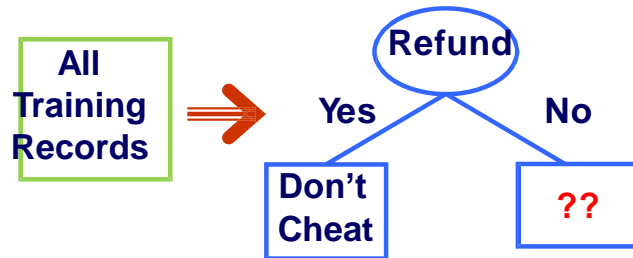 All
Training
Records
Refund
Yes
No
Don't
Cheat
??